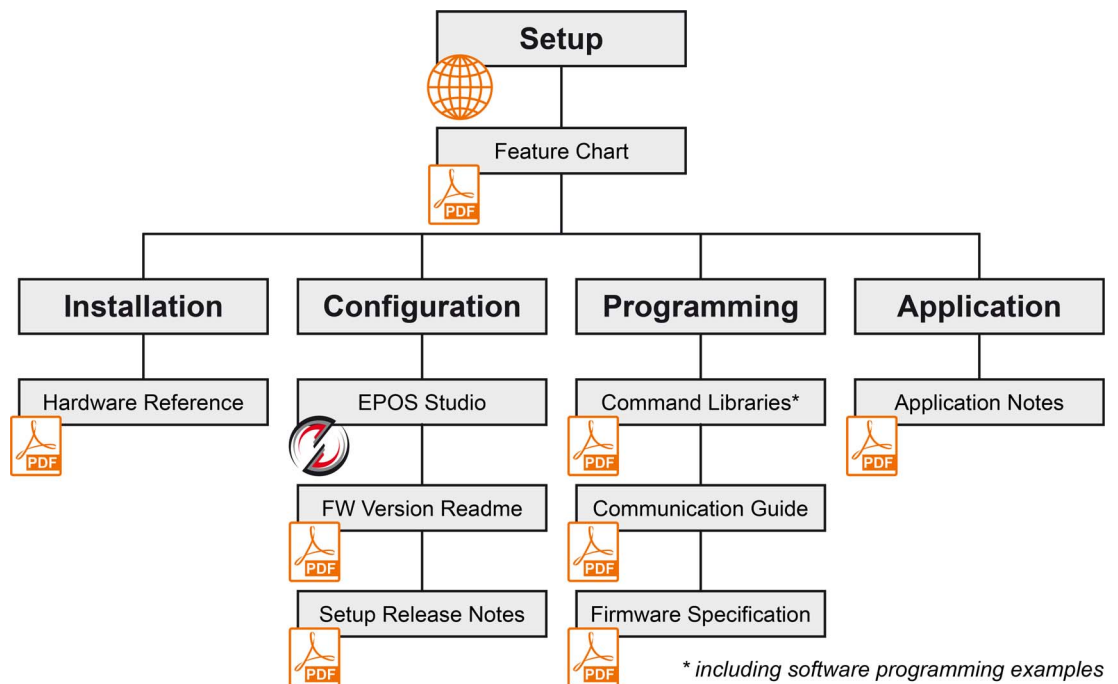 Setup
Feature Chart
PDF
Installation
Configuration
Programming
Application
Hardware Reference
EPOS Studio
Command Libraries*
Application Notes
PDF
PDF
PDF
FW Version Readme
Communication Guide
PDF
PDF
Setup Release Notes
Firmware Specification
PDF
PDF
* including software programming examples